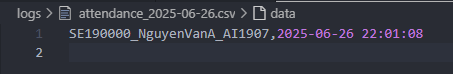 logs > attendance_2025-06-26.csv > data
1 SE190000_NguyenVanA_AI1907,2025-06-26 22:01:08
2